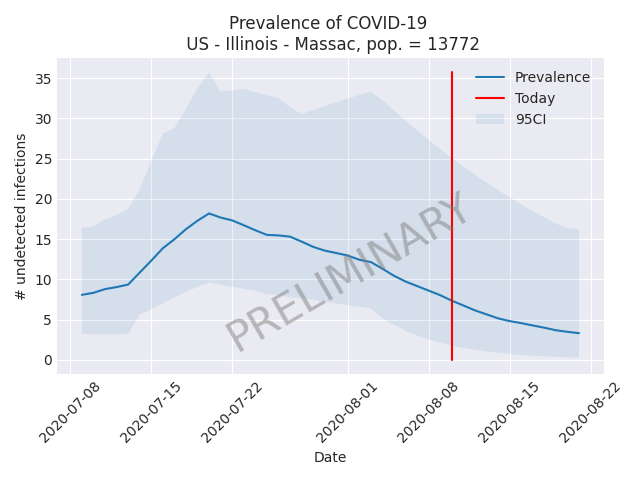 Prevalence of COVID-19
US - Illinois - Massac, pop. = 13772
Prevalence
Today
95CI
PRELIMINARY
# undetected infections
35
30
25
20
15
10
5
0
2020-07-08
2020-07-15
2020-07-22
2020-08-01
2020-08-08
2020-08-15
2020-08-22
Date